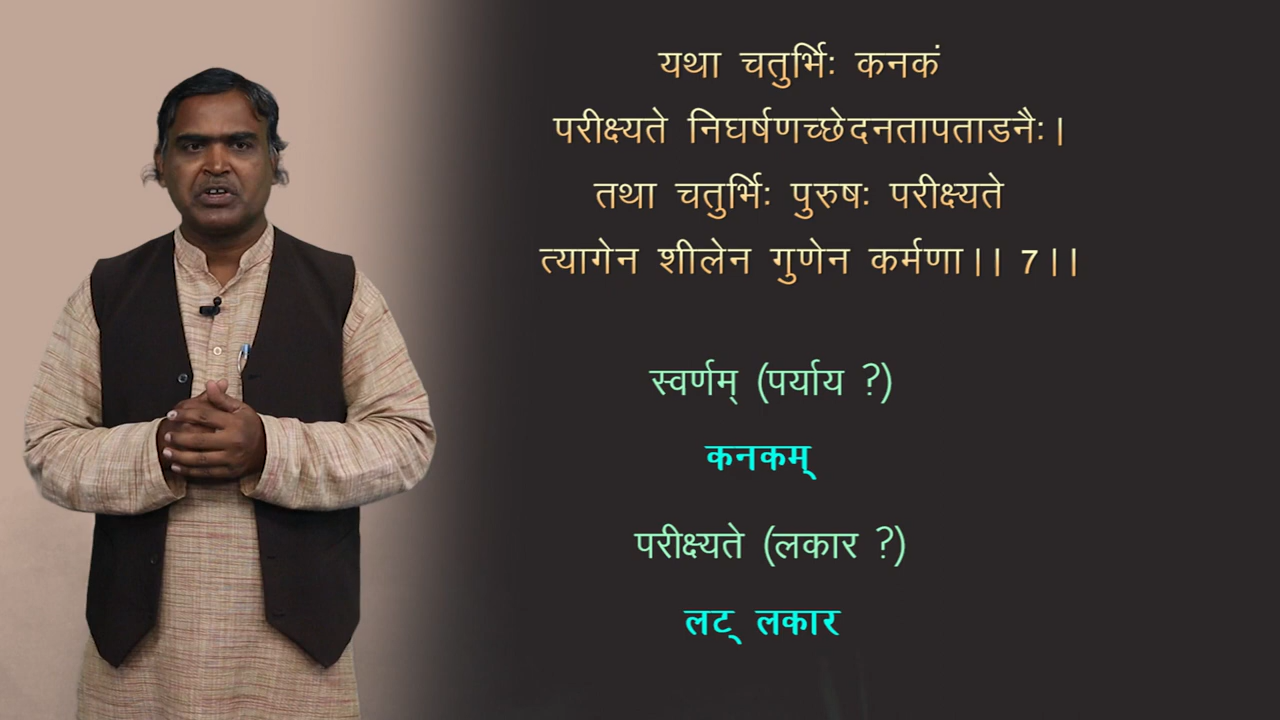 यथा चतुर्भिः कनकं
परीक्ष्यते निघर्षणच्छेदनतापताडनैः।
तथा चतुर्भिः पुरुषः परीक्ष्यते
त्यागेन शीलेन गुणेन कर्मणा।। 7।।
स्वर्णम् (पर्याय ?)
कनकम्
परीक्ष्यते (लकार ?)
लट् लकार